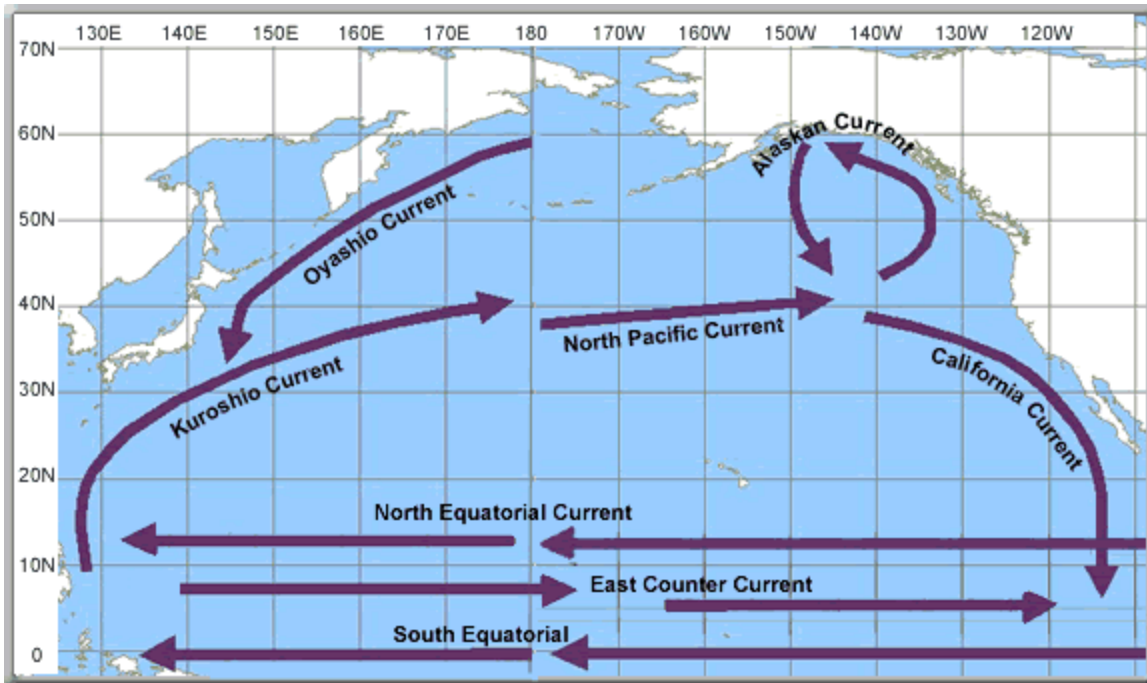 130E 140E 150E 160E 170E 180 170W 160W 150W 140W 130W 120W
70N
60N
Alaskan Current
50N
Oyashio Current
40N
North Pacific Current
California Current
Kuroshio Current
30N
20N
North Equatorial Current
10N
East Counter Current
South Equatorial
0